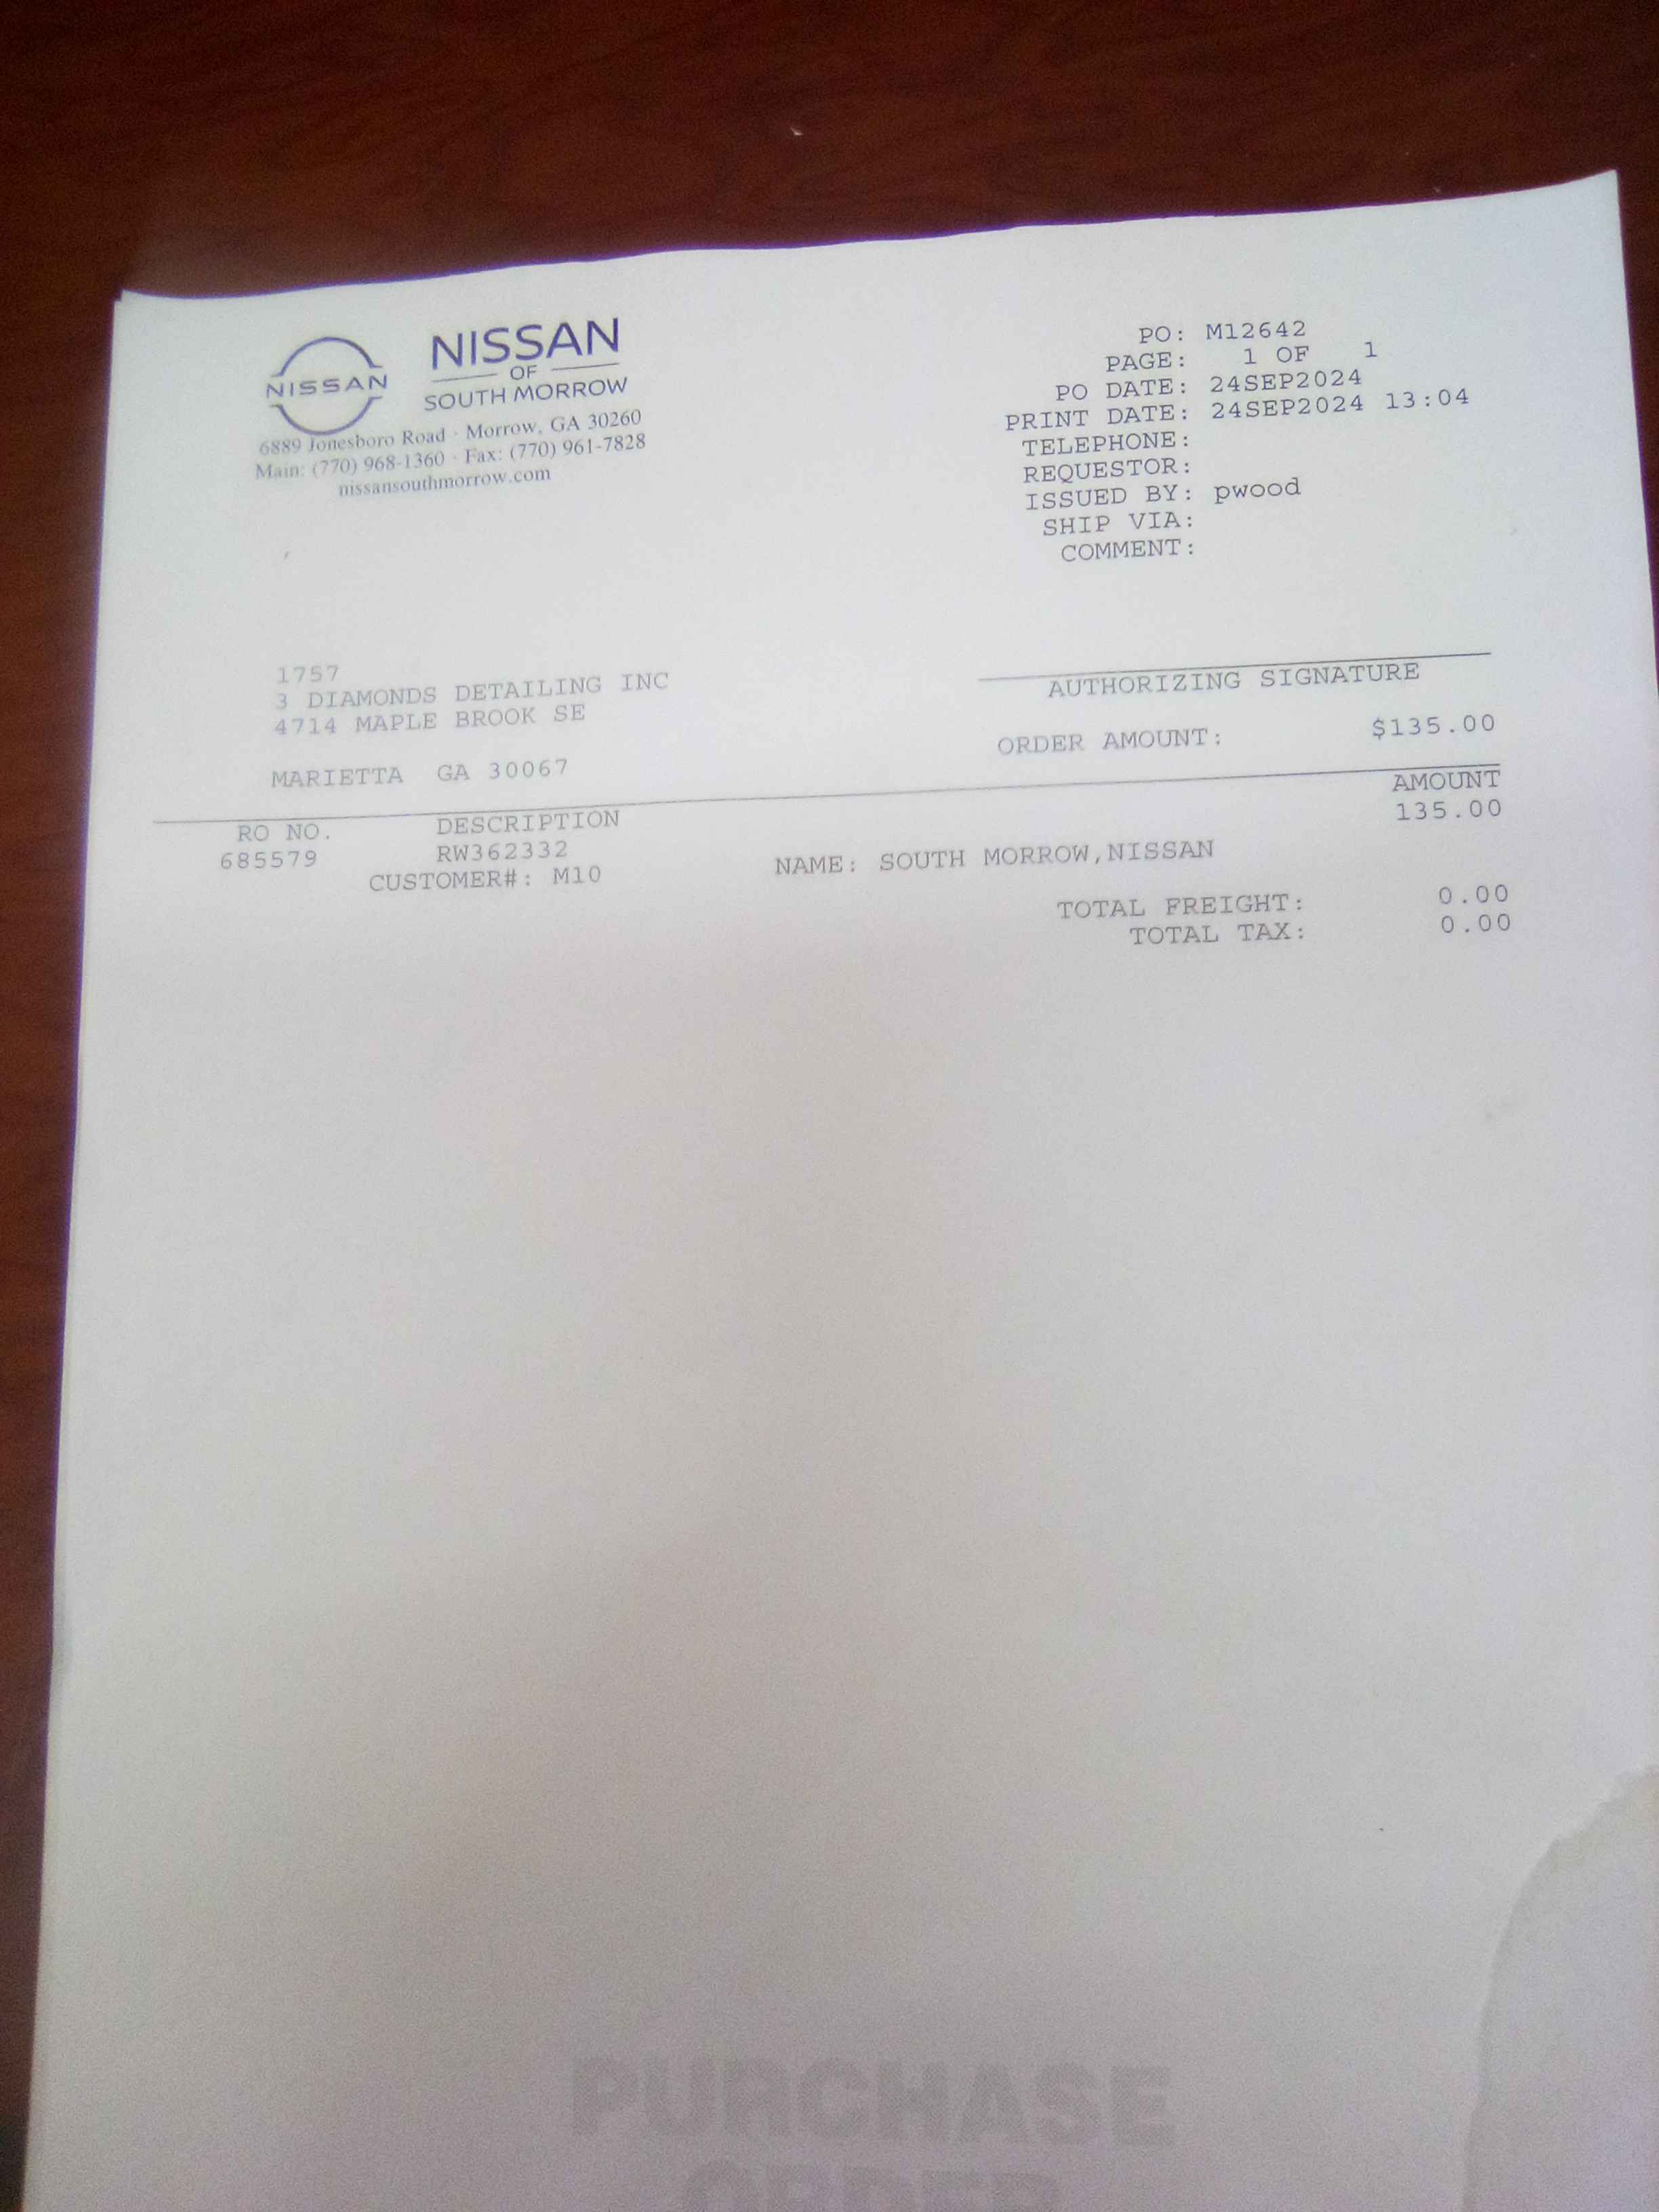 NISSAN
NISSAN
OF
SOUTH MORROW
6889 Jonesboro Road · Morrow, GA 30260
Main: (770) 968-1360 · Fax: (770) 961-7828
nissansouthmorrow.com
PO: M12642
PAGE: 1 OF 1
PO DATE: 24SEP2024
PRINT DATE: 24SEP2024 13:04
TELEPHONE:
REQUESTOR:
ISSUED BY: pwood
SHIP VIA:
COMMENT:
1757
3 DIAMONDS DETAILING INC
4714 MAPLE BROOK SE
MARIETTA GA 30067
AUTHORIZING SIGNATURE
ORDER AMOUNT: $135.00
RO NO. DESCRIPTION AMOUNT
685579 RW362332 135.00
CUSTOMER#: M10 NAME: SOUTH MORROW,NISSAN
TOTAL FREIGHT: 0.00
TOTAL TAX: 0.00
PURCHASE
ORDER